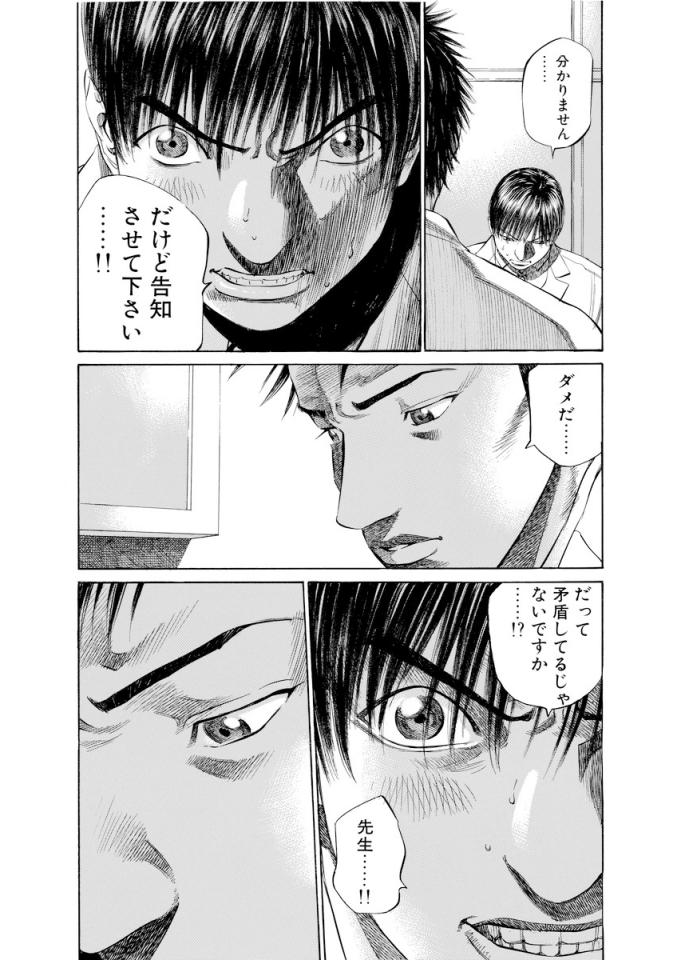 分かりません
……
だけど告知
させて下さい
……!!
ダメだ……
だって
矛盾してるじゃ
ないですか
……!?
先生……!!